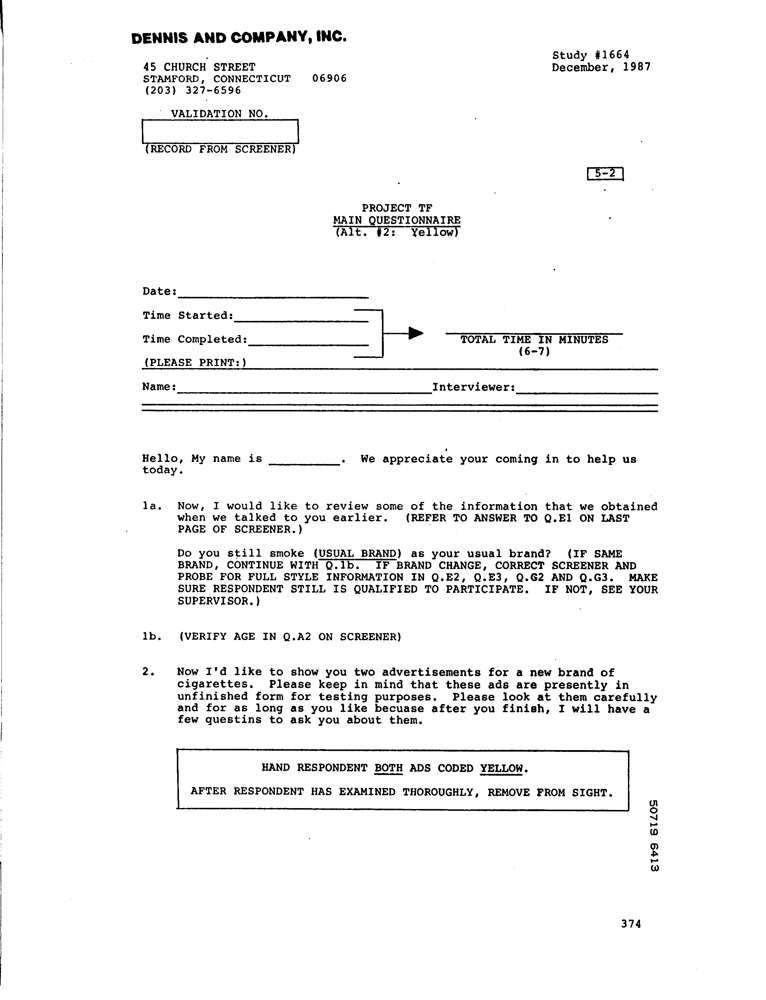 DENNIS AND COMPANY, INC.
Study #1664
December, 1987
45 CHURCH STREET
STAMFORD, CONNECTICUT 06906
(203) 327-6596
VALIDATION NO.
(RECORD FROM SCREENER)
5-2
PROJECT TF
MAIN QUESTIONNAIRE
(Alt. #2: Yellow)
Date:
Time Started:
Time Completed:
TOTAL TIME IN MINUTES
(6-7)
(PLEASE PRINT:)
Name: Interviewer:
Hello, My name is __________. We appreciate your coming in to help us
today.
1a. Now, I would like to review some of the information that we obtained
when we talked to you earlier. (REFER TO ANSWER TO Q.E1 ON LAST
PAGE OF SCREENER.)
Do you still smoke (USUAL BRAND) as your usual brand? (IF SAME
BRAND, CONTINUE WITH Q.1b. IF BRAND CHANGE, CORRECT SCREENER AND
PROBE FOR FULL STYLE INFORMATION IN Q.E2, Q.E3, Q.G2 AND Q.G3. MAKE
SURE RESPONDENT STILL IS QUALIFIED TO PARTICIPATE. IF NOT, SEE YOUR
SUPERVISOR.)
1b. (VERIFY AGE IN Q.A2 ON SCREENER)
2. Now I'd like to show you two advertisements for a new brand of
cigarettes. Please keep in mind that these ads are presently in
unfinished form for testing purposes. Please look at them carefully
and for as long as you like becuase after you finish, I will have a
few questins to ask you about them.
HAND RESPONDENT BOTH ADS CODED YELLOW.
AFTER RESPONDENT HAS EXAMINED THOROUGHLY, REMOVE FROM SIGHT.
50719 6413
374